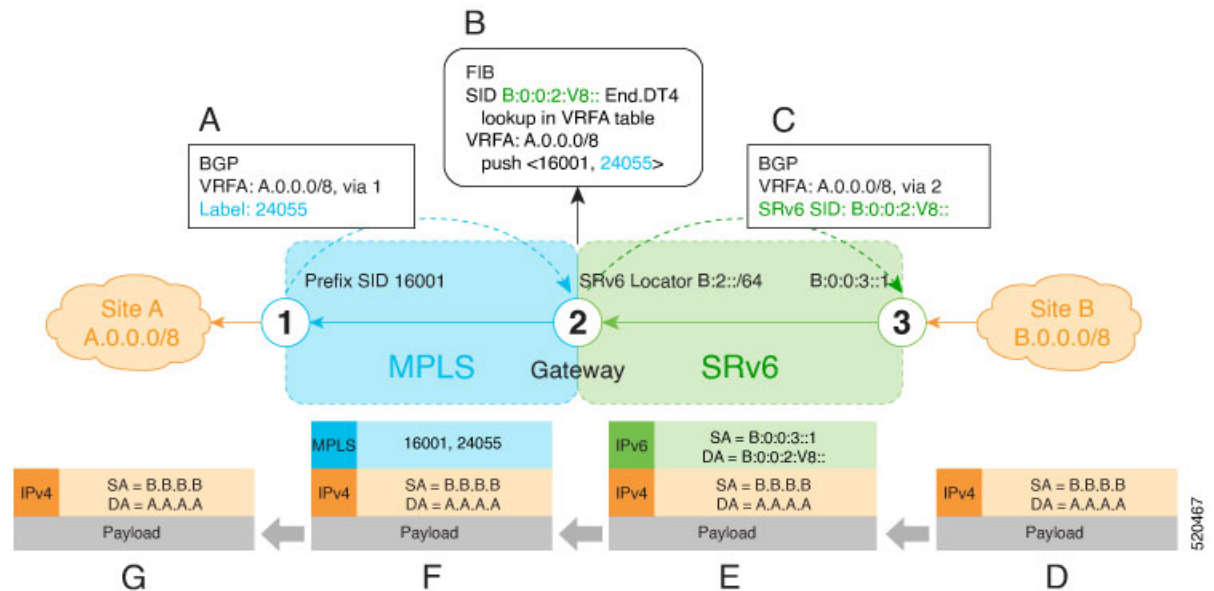 B
FIB
SID B:0:0:2:V8:: End.DT4
lookup in VRFA table
VRFA: A.0.0.0/8
push <16001, 24055>
A
BGP
VRFA: A.0.0.0/8, via 1
Label: 24055
C
BGP
VRFA: A.0.0.0/8, via 2
SRv6 SID: B:0:0:2:V8::
Prefix SID 16001
SRv6 Locator B:2::/64
B:0:0:3::1
Site A
A.0.0.0/8
1
2
3
Site B
B.0.0.0/8
MPLS
Gateway
SRv6
IPv4
SA = B.B.B.B
DA = A.A.A.A
Payload
G
MPLS
16001, 24055
IPv4
SA = B.B.B.B
DA = A.A.A.A
Payload
F
IPv6
SA = B:0:0:3::1
DA = B:0:0:2:V8::
IPv4
SA = B.B.B.B
DA = A.A.A.A
Payload
E
IPv4
SA = B.B.B.B
DA = A.A.A.A
Payload
D
520467